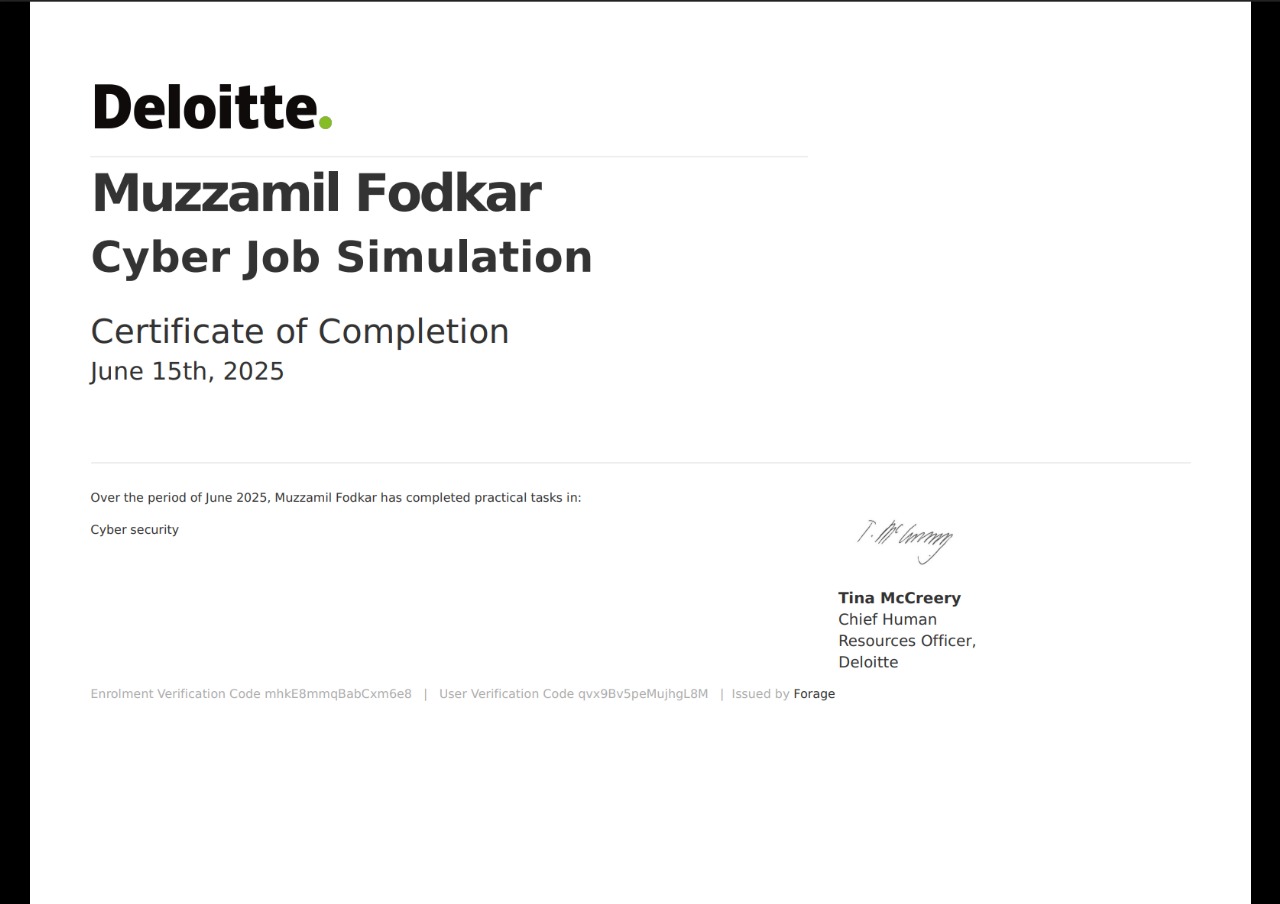 Deloitte.
Muzzamil Fodkar
Cyber Job Simulation
Certificate of Completion
June 15th, 2025
Over the period of June 2025, Muzzamil Fodkar has completed practical tasks in:
Cyber security
T. McCreery
Tina McCreery
Chief Human
Resources Officer,
Deloitte
Enrolment Verification Code mhkE8mmqBabCxm6e8 | User Verification Code qvx9Bv5peMujhgL8M | Issued by Forage